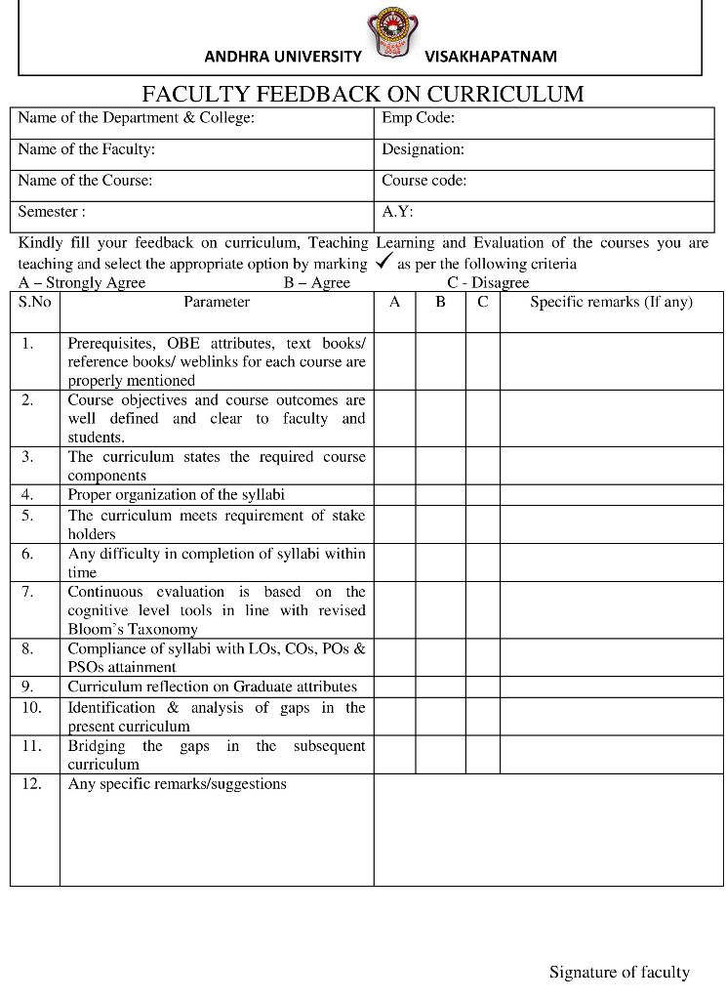 ANDHRA UNIVERSITY VISAKHAPATNAM
FACULTY FEEDBACK ON CURRICULUM
Name of the Department & College: Emp Code:
Name of the Faculty: Designation:
Name of the Course: Course code:
Semester : A.Y:
Kindly fill your feedback on curriculum, Teaching Learning and Evaluation of the courses you are
teaching and select the appropriate option by marking ✓ as per the following criteria
A – Strongly Agree B – Agree C - Disagree
S.No Parameter A B C Specific remarks (If any)
1. Prerequisites, OBE attributes, text books/
reference books/ weblinks for each course are
properly mentioned
2. Course objectives and course outcomes are
well defined and clear to faculty and
students.
3. The curriculum states the required course
components
4. Proper organization of the syllabi
5. The curriculum meets requirement of stake
holders
6. Any difficulty in completion of syllabi within
time
7. Continuous evaluation is based on the
cognitive level tools in line with revised
Bloom's Taxonomy
8. Compliance of syllabi with LOs, COs, POs &
PSOs attainment
9. Curriculum reflection on Graduate attributes
10. Identification & analysis of gaps in the
present curriculum
11. Bridging the gaps in the subsequent
curriculum
12. Any specific remarks/suggestions
Signature of faculty